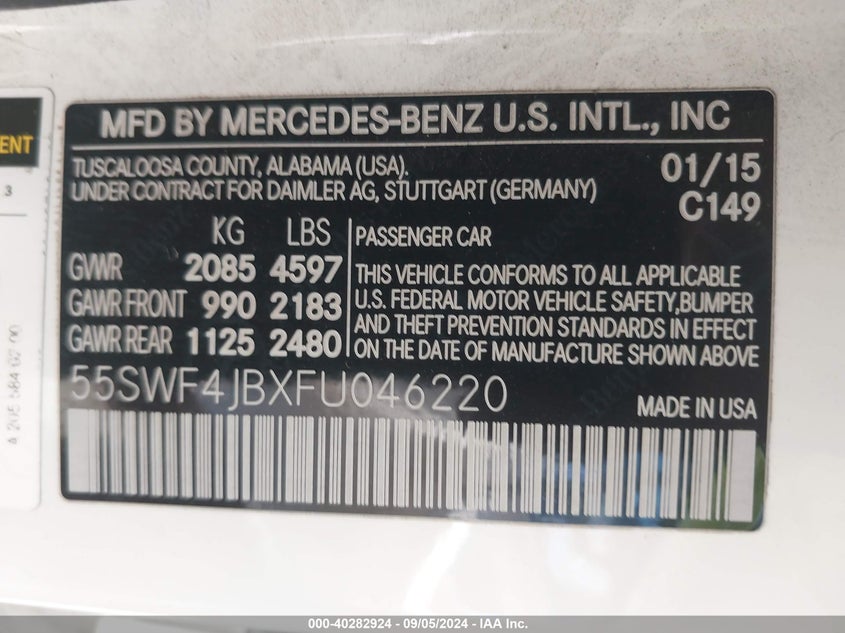 MFD BY MERCEDES-BENZ U.S. INTL., INC
TUSCALOOSA COUNTY, ALABAMA (USA).
UNDER CONTRACT FOR DAIMLER AG, STUTTGART (GERMANY)
01/15
C149
KG LBS
GVWR 2085 4597
GAWR FRONT 990 2183
GAWR REAR 1125 2480
PASSENGER CAR
THIS VEHICLE CONFORMS TO ALL APPLICABLE
U.S. FEDERAL MOTOR VEHICLE SAFETY,BUMPER
AND THEFT PREVENTION STANDARDS IN EFFECT
ON THE DATE OF MANUFACTURE SHOWN ABOVE
55SWF4JBXFU046220
MADE IN USA
3
000-40282924 - 09/05/2024 - IAA Inc.